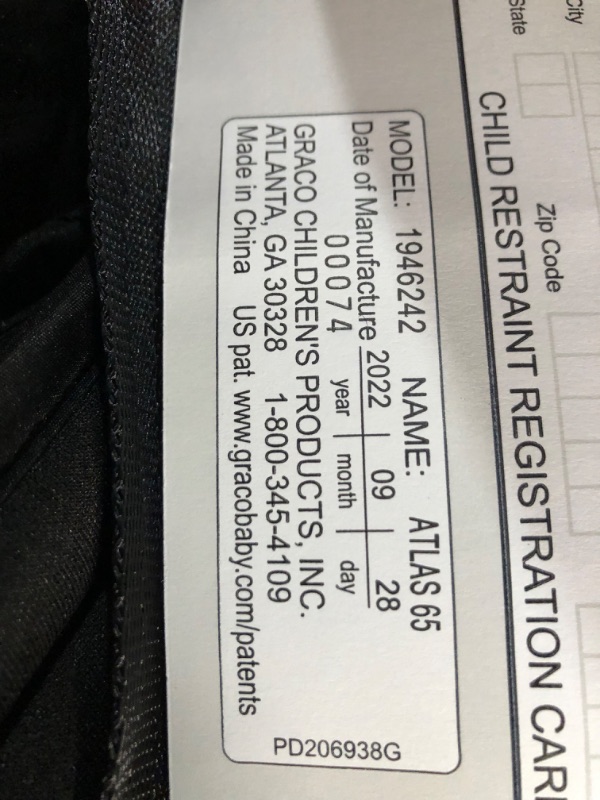 City
State
Zip Code
CHILD RESTRAINT REGISTRATION
MODEL: 1946242 NAME: ATLAS 65
Date of Manufacture 2022 | 09 | 28
00074 year | month | day
GRACO CHILDREN'S PRODUCTS, INC.
ATLANTA, GA 30328 1-800-345-4109
Made in China US pat. www.gracobaby.com/patents
PD206938G